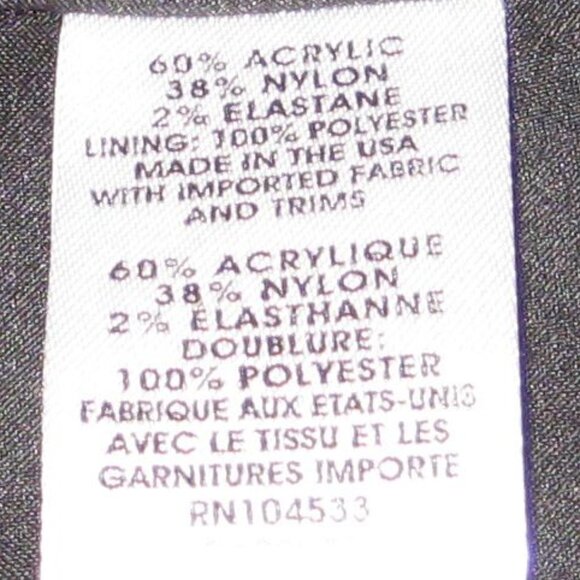 60% ACRYLIC
38% NYLON
2% ELASTANE
LINING: 100% POLYESTER
MADE IN THE USA
WITH IMPORTED FABRIC
AND TRIMS
60% ACRYLIQUE
38% NYLON
2% ELASTHANNE
DOUBLURE:
100% POLYESTER
FABRIQUE AUX ETATS-UNIS
AVEC LE TISSU ET LES
GARNITURES IMPORTE
RN104533